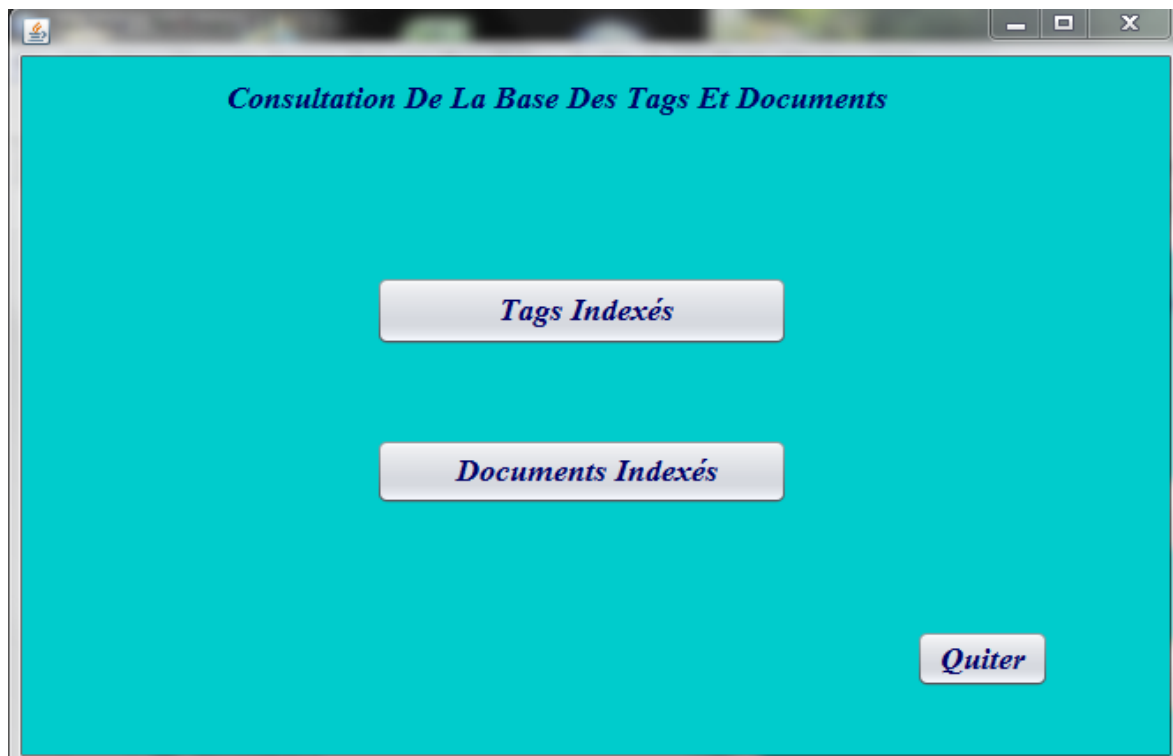 Consultation De La Base Des Tags Et Documents
Tags Indexés
Documents Indexés
Quiter